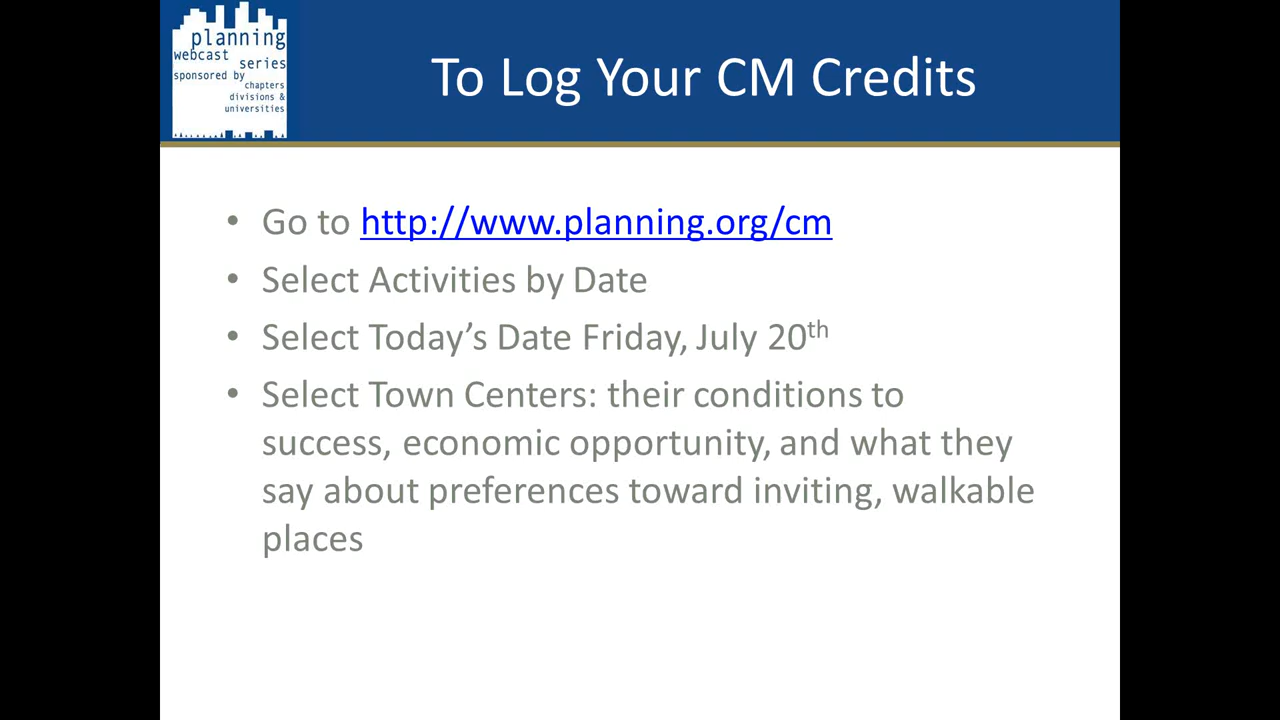 planning
webcast
series
sponsored by
chapters
divisions &
universities
To Log Your CM Credits
• Go to http://www.planning.org/cm
• Select Activities by Date
• Select Today’s Date Friday, July 20th
• Select Town Centers: their conditions to
success, economic opportunity, and what they
say about preferences toward inviting, walkable
places